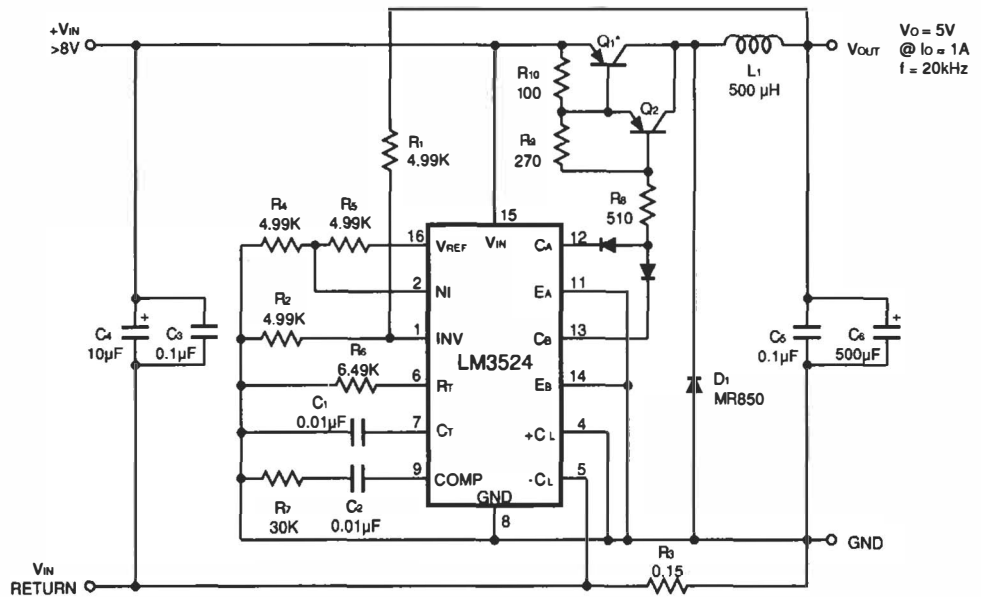 +VIN
>8V
Q1*
VOUT
VO = 5V
@ IO = 1A
f = 20kHz
L1
500 µH
R10
100
Q2
R9
270
R1
4.99K
R8
510
R4
4.99K
R5
4.99K
15
16 VREF
VIN
CA 12
2 NI
EA 11
R2
4.99K
1 INV
CB 13
LM3524
C4
10µF
+
C3
0.1µF
C5
0.1µF
C6
500µF
+
R6
6.49K
6 RT
EB 14
D1
MR850
C1
0.01µF
7 CT
+CL 4
9 COMP
-CL 5
GND
8
R7
30K
C2
0.01µF
GND
VIN
RETURN
R3
0.15